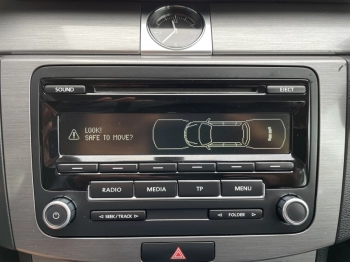 SOUND
EJECT
LOOK!
SAFE TO MOVE?
RADIO
MEDIA
TP
MENU
SEEK/TRACK
FOLDER